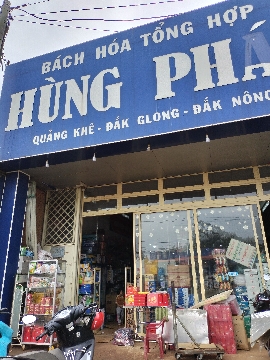 BÁCH HÓA TỔNG HỢP
HÙNG PHÁ
QUẢNG KHÊ - ĐẮK GLONG - ĐẮK NÔNG